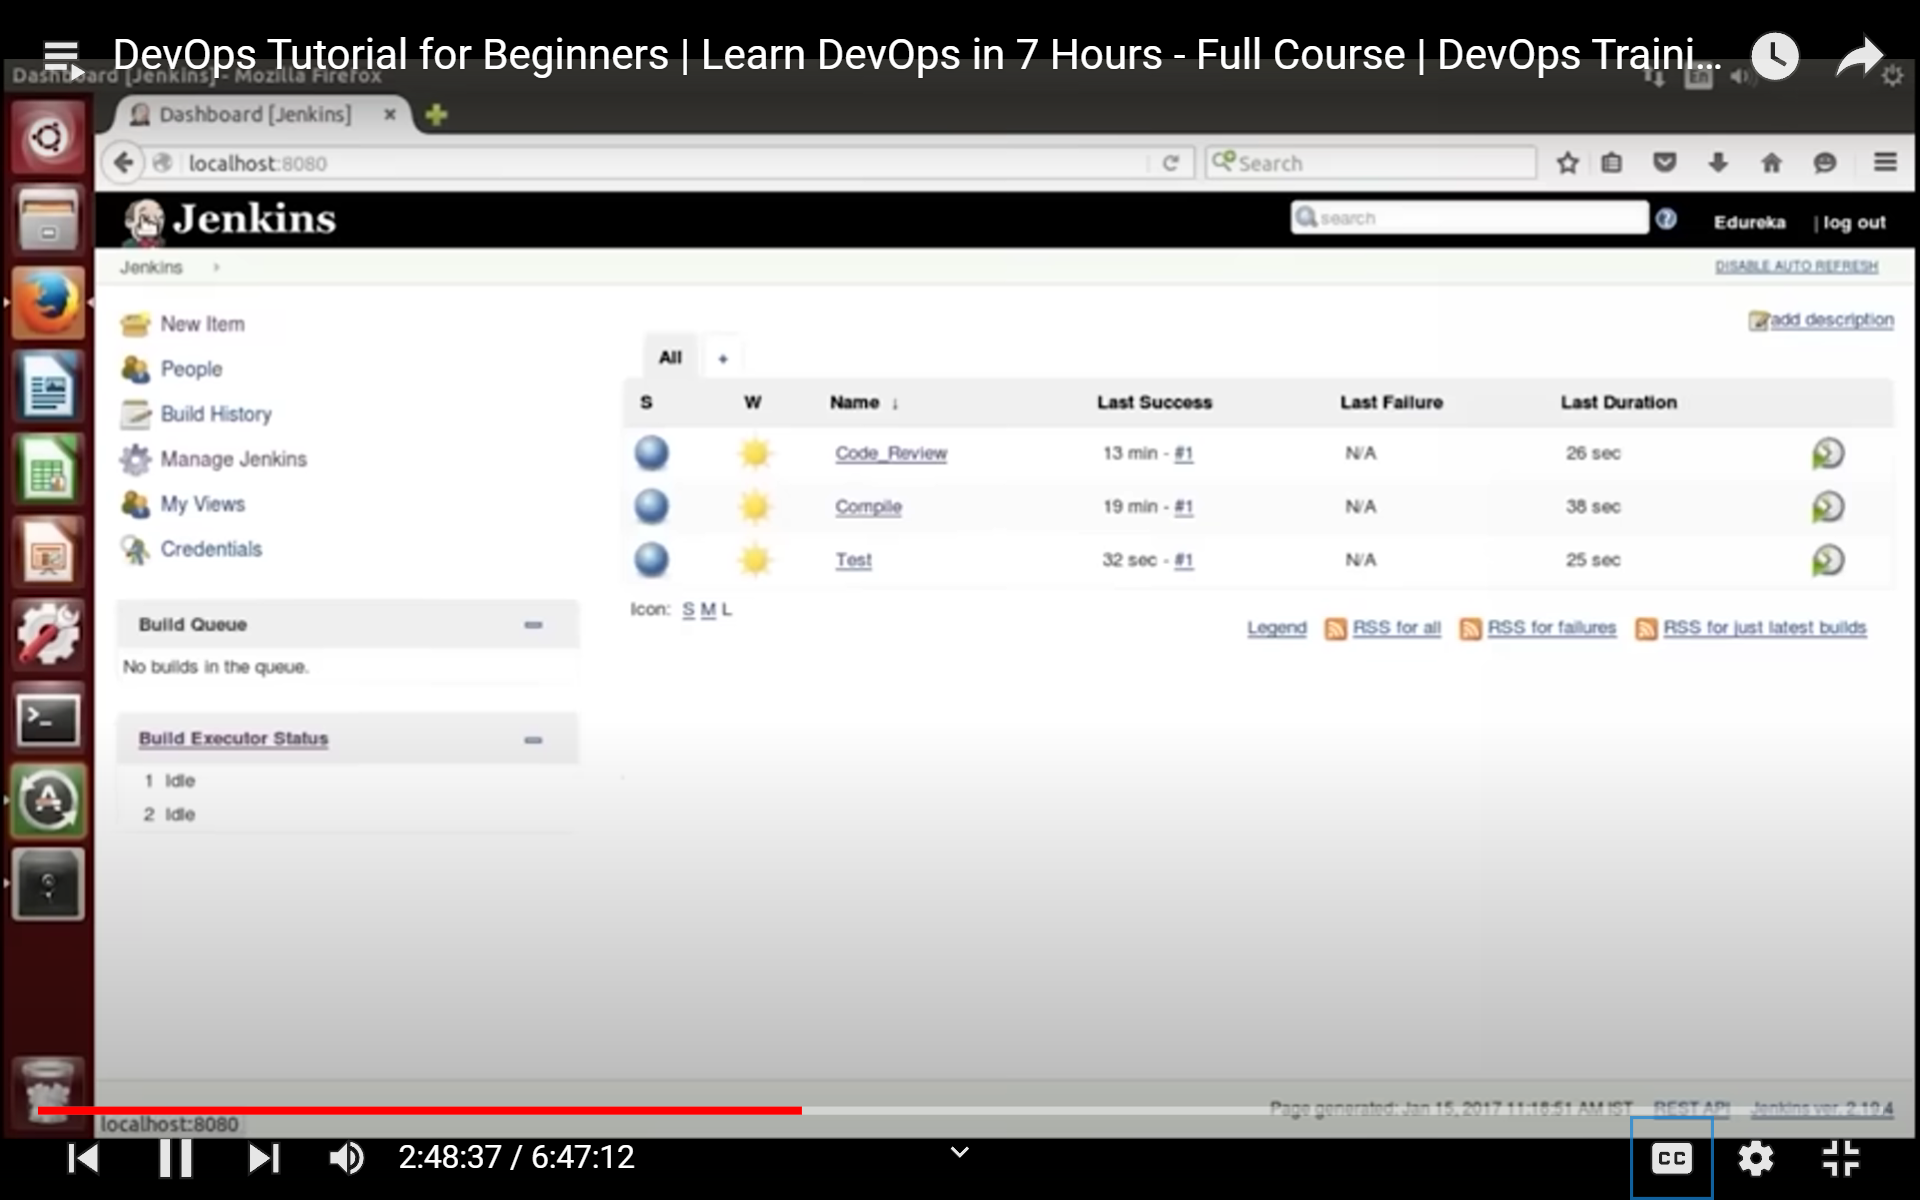 DevOps Tutorial for Beginners | Learn DevOps in 7 Hours - Full Course | DevOps Traini...
Dashboard [Jenkins] - Mozilla Firefox
En
Dashboard [Jenkins]
localhost:8080
Search
Jenkins
search
Edureka | log out
Jenkins
DISABLE AUTO REFRESH
New Item
People
Build History
Manage Jenkins
My Views
Credentials
Build Queue
No builds in the queue.
Build Executor Status
1 Idle
2 Idle
add description
All +
S W Name ↓ Last Success Last Failure Last Duration
Code_Review 13 min - #1 N/A 26 sec
Compile 19 min - #1 N/A 38 sec
Test 32 sec - #1 N/A 25 sec
Icon: S M L
Legend RSS for all RSS for failures RSS for just latest builds
Page generated: Jan 15, 2017 11:16:51 AM IST REST API Jenkins ver. 2.19.4
localhost:8080
2:48:37 / 6:47:12
CC